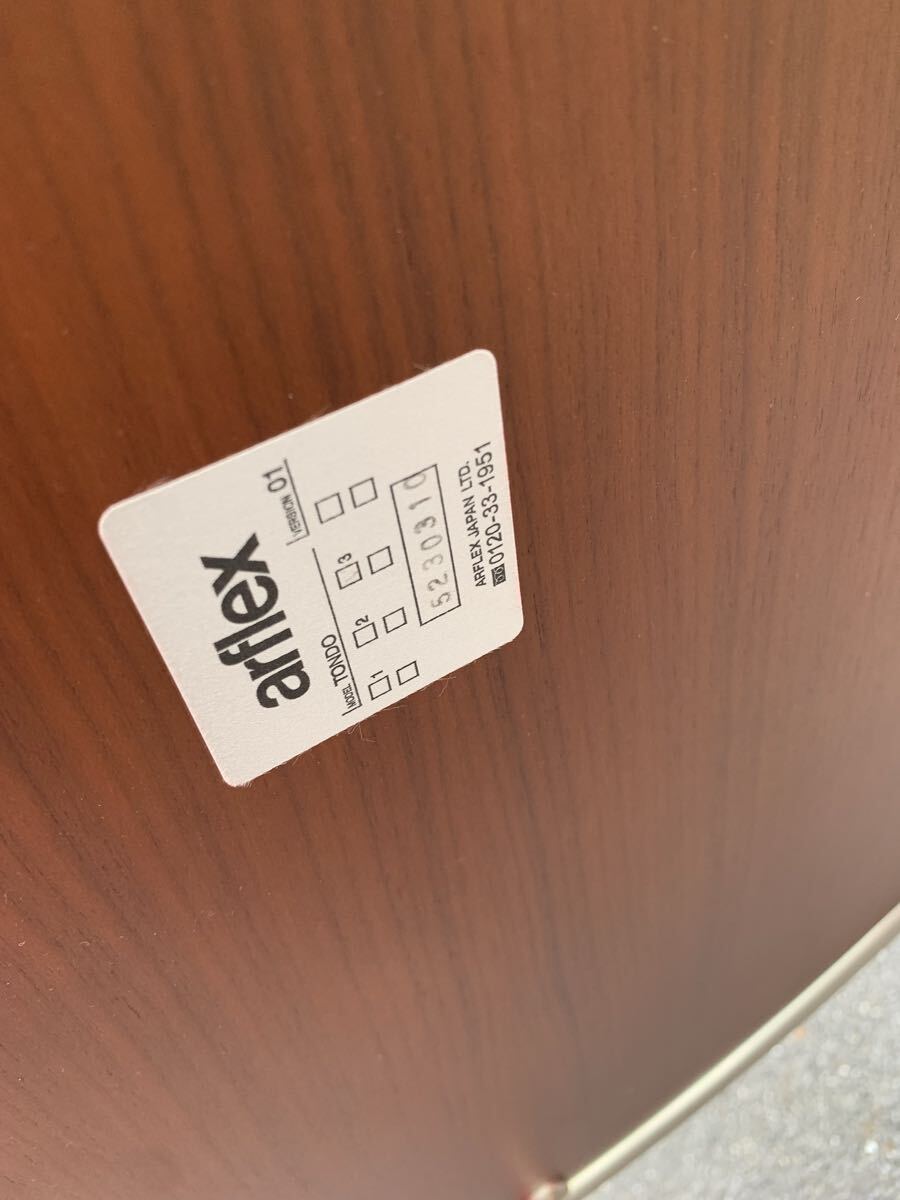 arflex
MODEL TONDO VERSION 01
□1 □2 □3 □
□ □ □ □
5230310
ARFLEX JAPAN LTD.
0120-33-1951